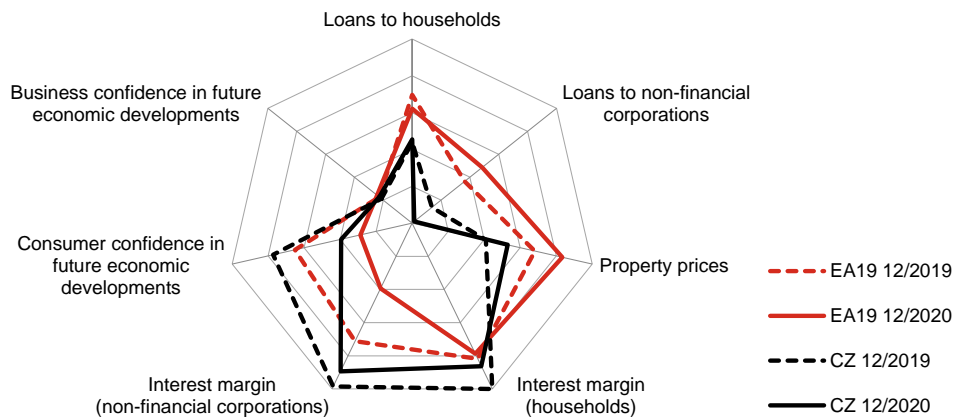 Loans to households
Business confidence in future
economic developments
Loans to non-financial
corporations
Consumer confidence in
future economic
developments
Property prices
Interest margin
(non-financial corporations)
Interest margin
(households)
EA19 12/2019
EA19 12/2020
CZ 12/2019
CZ 12/2020